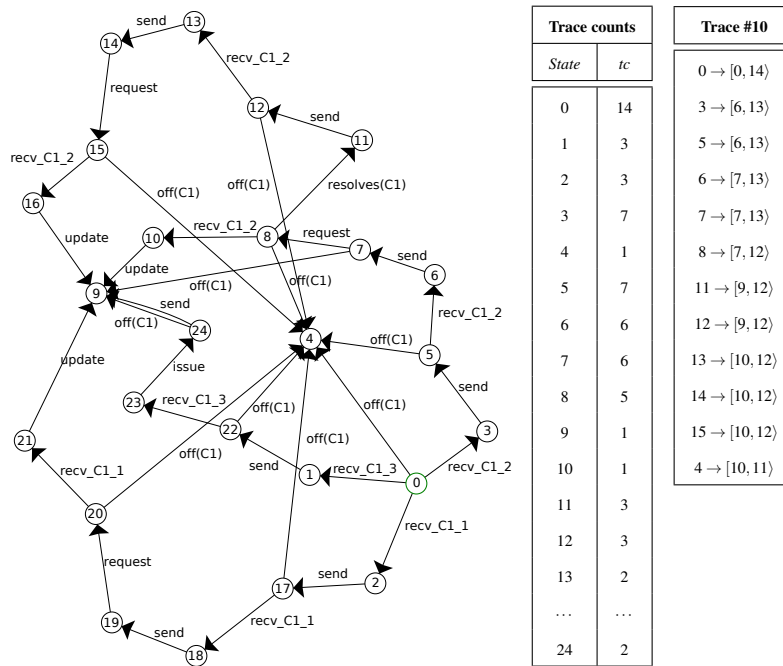 send
13
14
recv_C1_2
request
12
send
11
recv_C1_2
15
off(C1)
resolves(C1)
off(C1)
16
recv_C1_2
request
10
8
update
7
send
update
off(C1)
6
9
send
off(C1)
off(C1)
recv_C1_2
off(C1)
24
4
off(C1)
5
update
issue
off(C1)
send
23
recv_C1_3
off(C1)
3
22
off(C1)
off(C1)
21
recv_C1_3
recv_C1_2
recv_C1_1
send
1
0
20
recv_C1_1
request
send
17
2
19
recv_C1_1
send
18
Trace counts
State tc
0 14
1 3
2 3
3 7
4 1
5 7
6 6
7 6
8 5
9 1
10 1
11 3
12 3
13 2
... ...
24 2
Trace #10
0 → [0, 14⟩
3 → [6, 13⟩
5 → [6, 13⟩
6 → [7, 13⟩
7 → [7, 13⟩
8 → [7, 12⟩
11 → [9, 12⟩
12 → [9, 12⟩
13 → [10, 12⟩
14 → [10, 12⟩
15 → [10, 12⟩
4 → [10, 11⟩